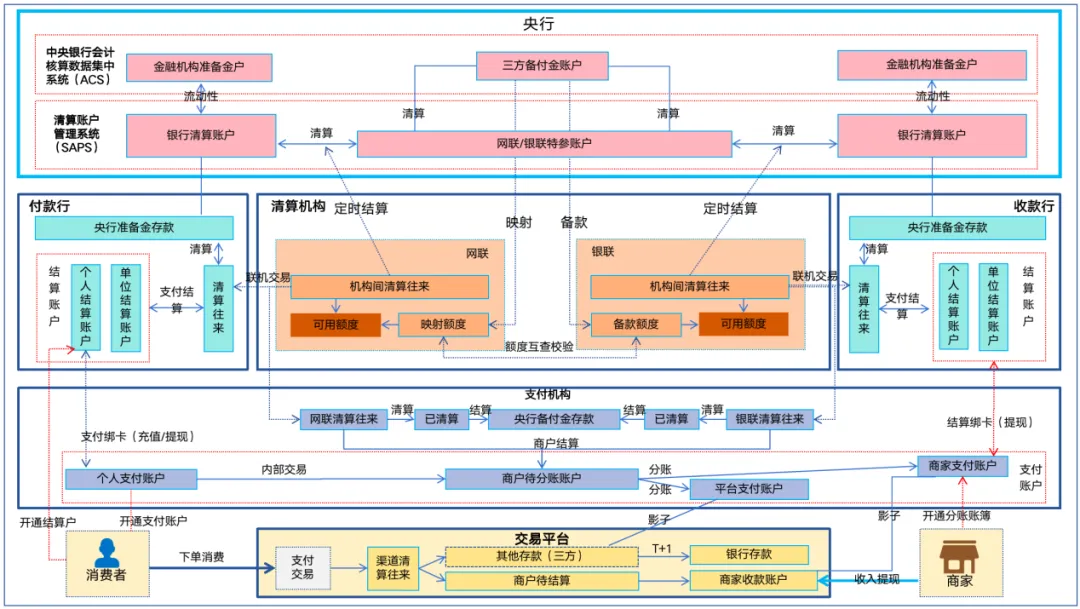 央行
中央银行会计
核算数据集中
系统（ACS）
金融机构准备金户
三方备付金账户
金融机构准备金户
流动性
清算
清算
流动性
清算账户
管理系统
(SAPS)
银行清算账户
清算
网联/银联特参账户
清算
银行清算账户
付款行
清算机构
定时结算
映射
备款
定时结算
收款行
央行准备金存款
清算
结算账户
个人结算账户
单位结算账户
支付结
算
清算往来
联机交易
网联
机构间清算往来
可用额度
映射额度
银联
机构间清算往来
备款额度
可用额度
额度互查校验
联机交易
央行准备金存款
清算
清算往来
支付结
算
个人结算账户
单位结算账户
结算账户
支付机构
网联清算往来
清算
已清算
结算
央行备付金存款
结算
已清算
清算
银联清算往来
商户结算
支付绑卡（充值/提现）
结算绑卡（提现）
个人支付账户
内部交易
商户待分账账户
分账
分账
平台支付账户
商家支付账户
支付
账户
开通结算户
开通支付账户
影子
影子
开通分账账簿
消费者
下单消费
交易平台
支付
交易
渠道清
算往来
其他存款（三方）
T+1
银行存款
商户待结算
商家收款账户
收入提现
商家